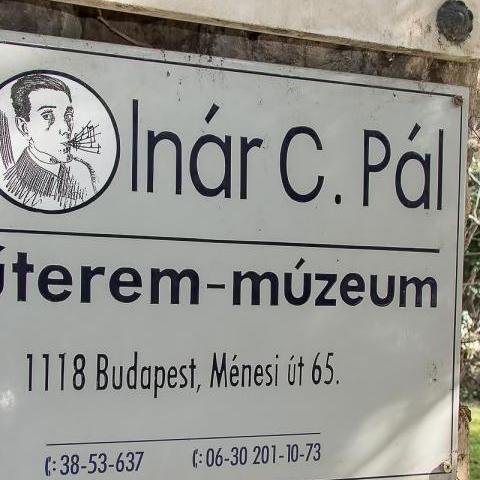 lnár C. Pál
űterem-múzeum
1118 Budapest, Ménesi út 65.
✆:38-53-637 ✆:06-30 201-10-73